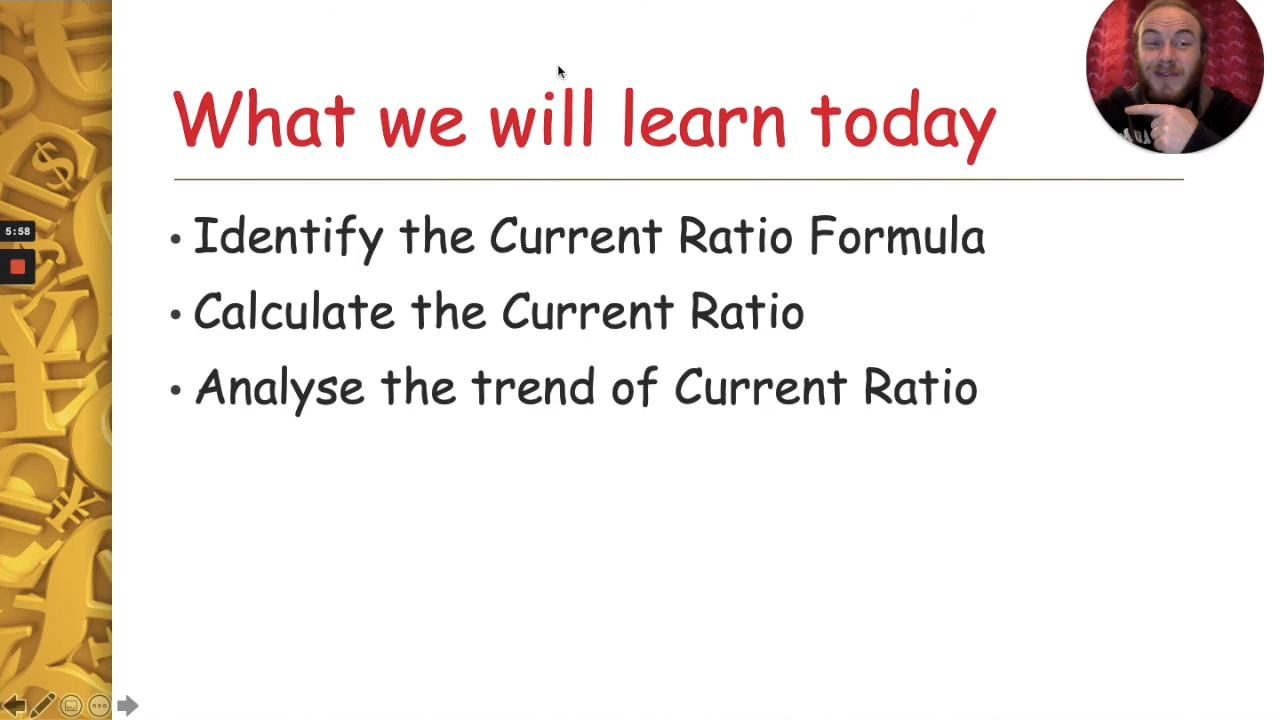 What we will learn today
• Identify the Current Ratio Formula
• Calculate the Current Ratio
• Analyse the trend of Current Ratio
5:58